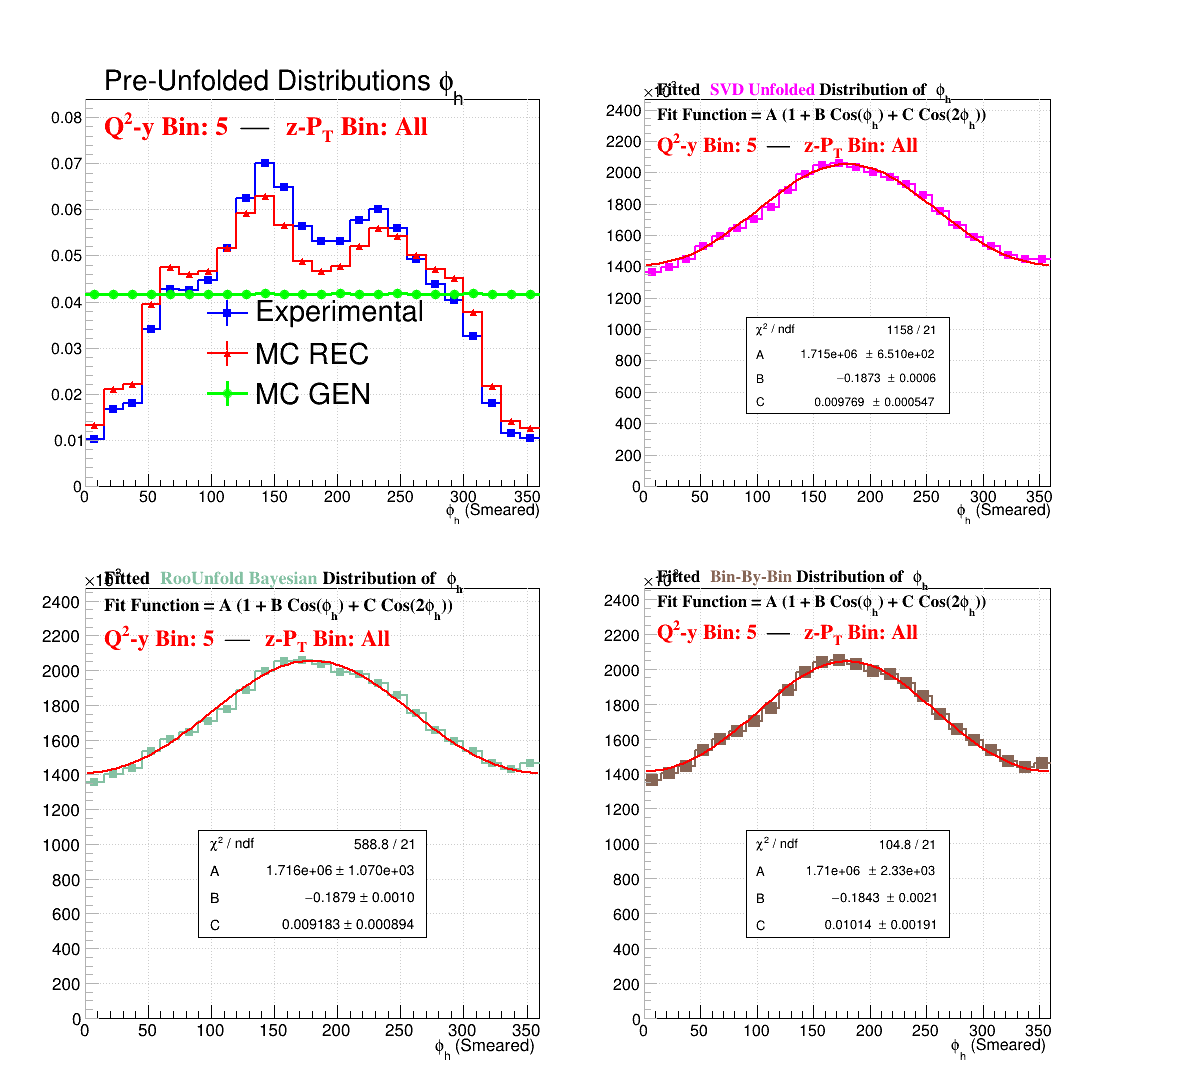 Pre-Unfolded Distributions ϕh
Q²-y Bin: 5 — z-PT Bin: All
0.08
0.07
0.06
0.05
0.04
0.03
0.02
0.01
0
Experimental
MC REC
MC GEN
0 50 100 150 200 250 300 350
ϕh (Smeared)
Fitted SVD Unfolded Distribution of ϕh
Fit Function = A (1 + B Cos(ϕh) + C Cos(2ϕh))
Q²-y Bin: 5 — z-PT Bin: All
2400
2200
2000
1800
1600
1400
1200
1000
800
600
400
200
0
χ² / ndf 1158 / 21
A 1.715e+06 ± 6.510e+02
B −0.1873 ± 0.0006
C 0.009769 ± 0.000547
0 50 100 150 200 250 300 350
ϕh (Smeared)
Fitted RooUnfold Bayesian Distribution of ϕh
Fit Function = A (1 + B Cos(ϕh) + C Cos(2ϕh))
Q²-y Bin: 5 — z-PT Bin: All
2400
2200
2000
1800
1600
1400
1200
1000
800
600
400
200
0
χ² / ndf 588.8 / 21
A 1.716e+06 ± 1.070e+03
B −0.1879 ± 0.0010
C 0.009183 ± 0.000894
0 50 100 150 200 250 300 350
ϕh (Smeared)
Fitted Bin-By-Bin Distribution of ϕh
Fit Function = A (1 + B Cos(ϕh) + C Cos(2ϕh))
Q²-y Bin: 5 — z-PT Bin: All
2400
2200
2000
1800
1600
1400
1200
1000
800
600
400
200
0
χ² / ndf 104.8 / 21
A 1.71e+06 ± 2.33e+03
B −0.1843 ± 0.0021
C 0.01014 ± 0.00191
0 50 100 150 200 250 300 350
ϕh (Smeared)